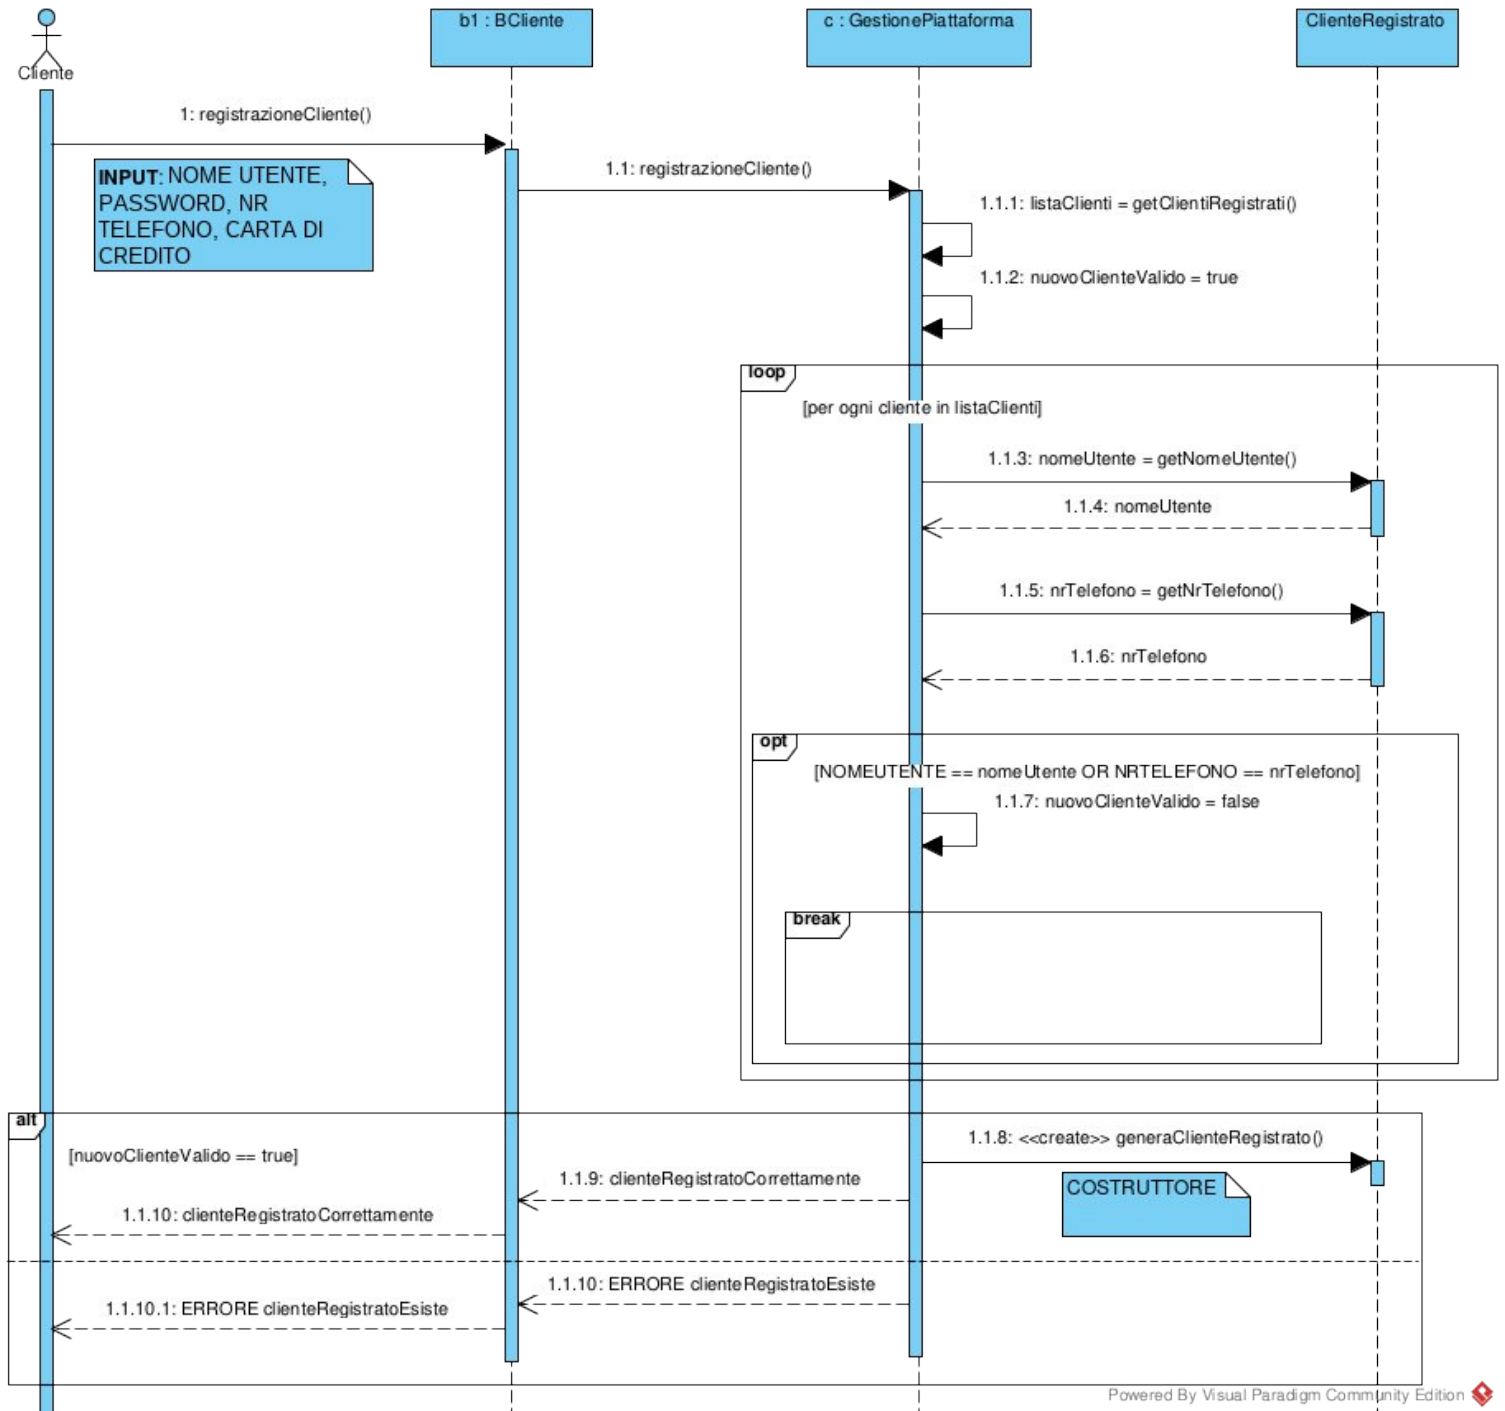 Cliente
b1 : BCliente
c : GestionePiattaforma
ClienteRegistrato
1: registrazioneCliente()
INPUT: NOME UTENTE,
PASSWORD, NR
TELEFONO, CARTA DI
CREDITO
1.1: registrazioneCliente()
1.1.1: listaClienti = getClientiRegistrati()
1.1.2: nuovoClienteValido = true
loop
[per ogni cliente in listaClienti]
1.1.3: nomeUtente = getNomeUtente()
1.1.4: nomeUtente
1.1.5: nrTelefono = getNrTelefono()
1.1.6: nrTelefono
opt
[NOMEUTENTE == nomeUtente OR NRTELEFONO == nrTelefono]
1.1.7: nuovoClienteValido = false
break
alt
[nuovoClienteValido == true]
1.1.8: <<create>> generaClienteRegistrato()
COSTRUTTORE
1.1.9: clienteRegistratoCorrettamente
1.1.10: clienteRegistratoCorrettamente
1.1.10: ERRORE clienteRegistratoEsiste
1.1.10.1: ERRORE clienteRegistratoEsiste
Powered By Visual Paradigm Community Edition